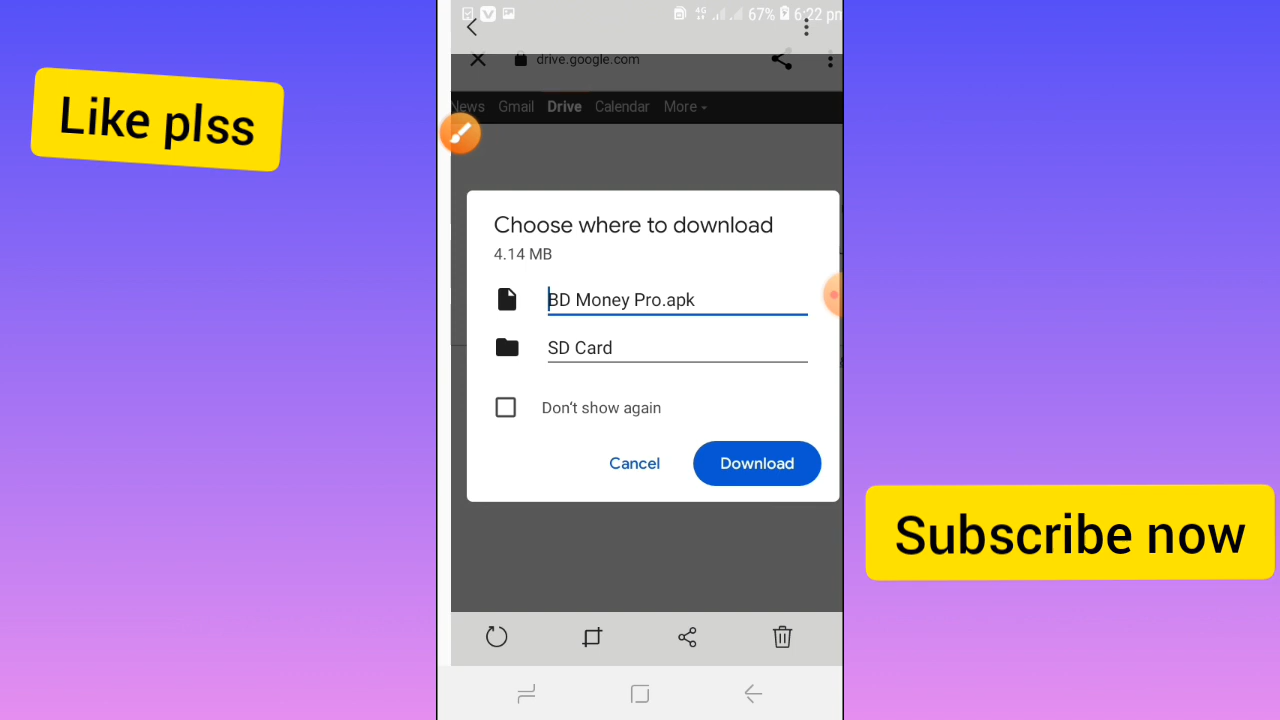 67% 6:22 pm
drive.google.com
News Gmail Drive Calendar More
Like plss
Choose where to download
4.14 MB
BD Money Pro.apk
SD Card
Don't show again
Cancel Download
Subscribe now